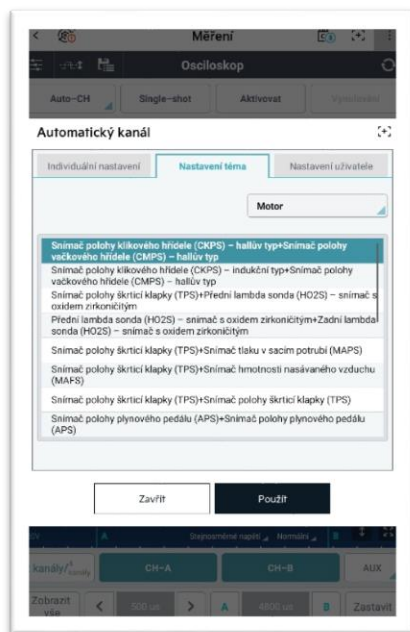 Měření
Osciloskop
Auto-CH Single-shot Aktivovat Vynulování
Automatický kanál
Individuální nastavení Nastavení téma Nastavení uživatele
Motor
Snímač polohy klikového hřídele (CKPS) – hallův typ+Snímač polohy
vačkového hřídele (CMPS) – hallův typ
Snímač polohy klikového hřídele (CKPS) – indukční typ+Snímač polohy
vačkového hřídele (CMPS) – hallův typ
Snímač polohy škrticí klapky (TPS)+Přední lambda sonda (HO2S) – snímač s
oxidem zirkoničitým
Přední lambda sonda (HO2S) – snímač s oxidem zirkoničitým+Zadní lambda
sonda (HO2S) – snímač s oxidem zirkoničitým
Snímač polohy škrticí klapky (TPS)+Snímač tlaku v sacím potrubí (MAPS)
Snímač polohy škrticí klapky (TPS)+Snímač hmotnosti nasávaného vzduchu
(MAFS)
Snímač polohy škrticí klapky (TPS)+Snímač polohy škrticí klapky (TPS)
Snímač polohy plynového pedálu (APS)+Snímač polohy plynového pedálu
(APS)
Zavřít Použít
A Stejnosměrné napětí Normální B
kanály/ kanály CH-A CH-B AUX
Zobrazit
vše < 500 us > A 4800 us B Zastavit